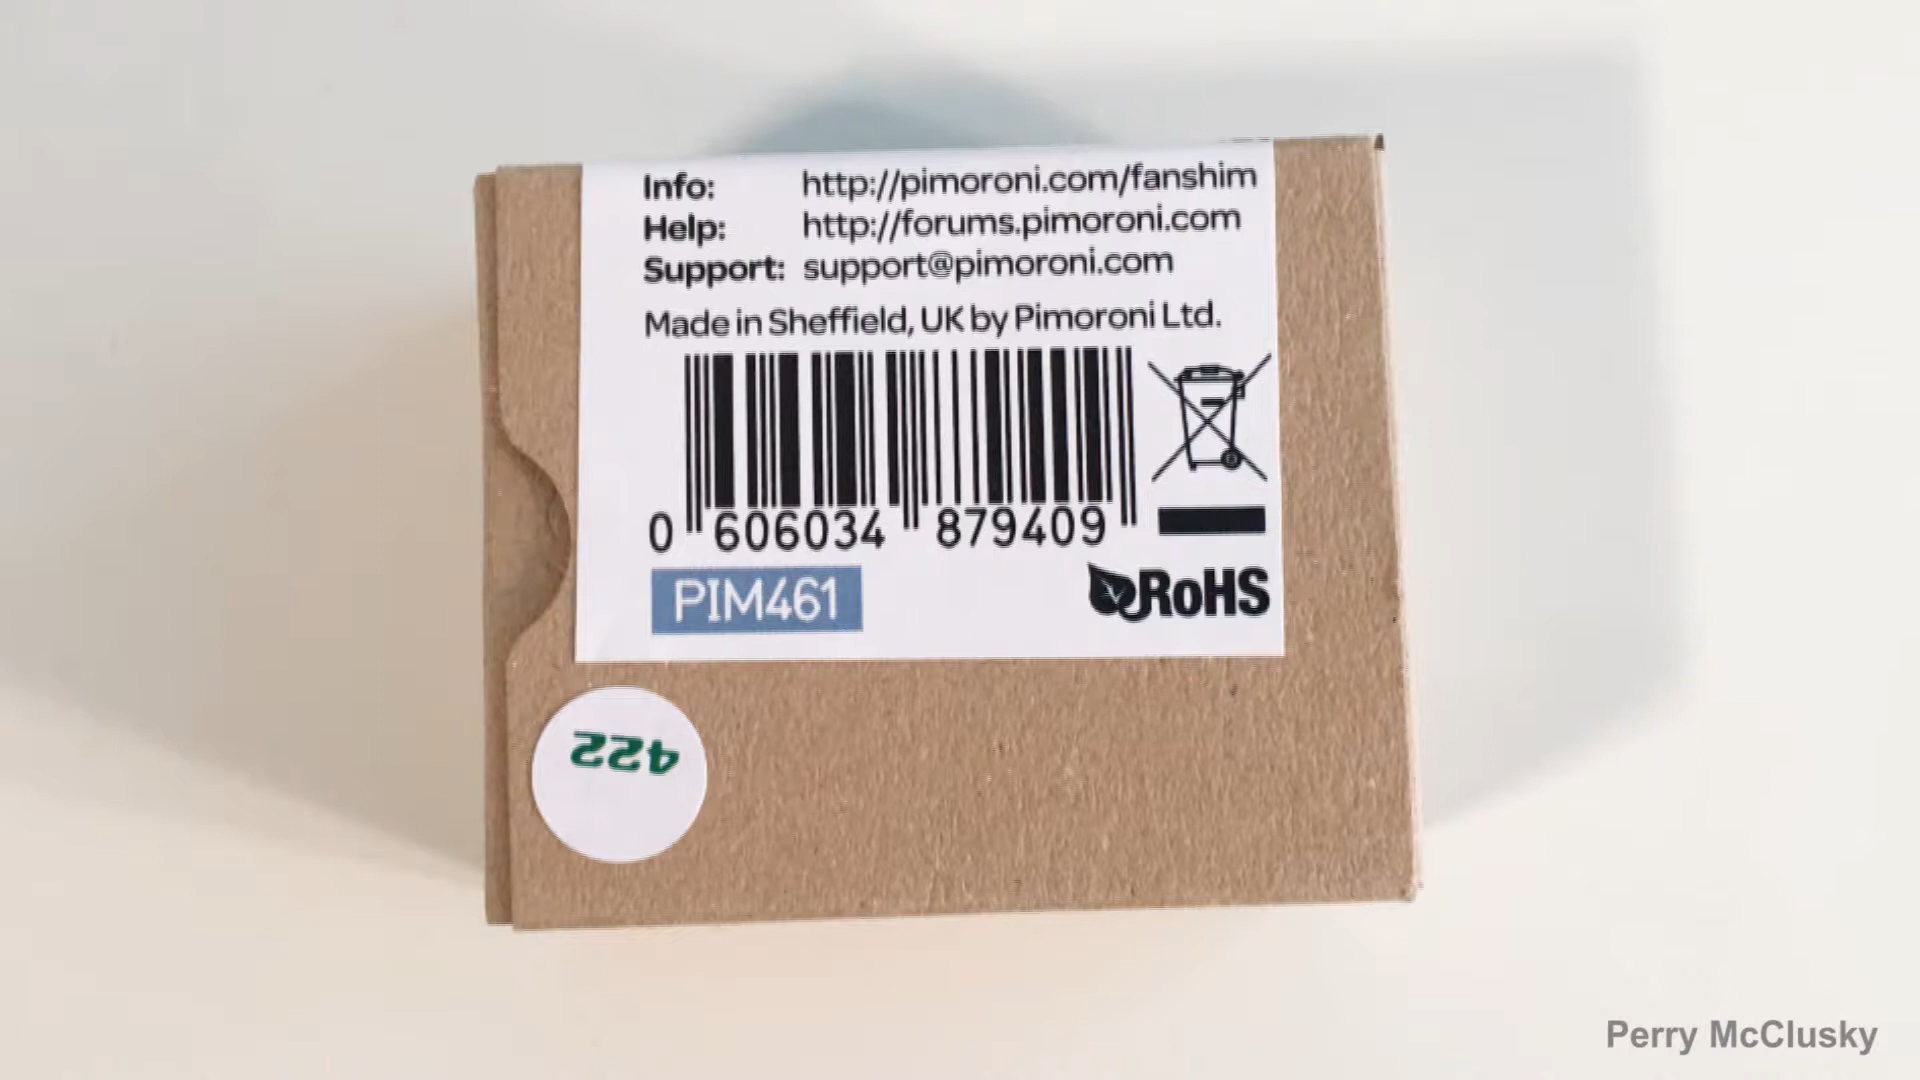 Info: http://pimoroni.com/fanshim
Help: http://forums.pimoroni.com
Support: support@pimoroni.com
Made in Sheffield, UK by Pimoroni Ltd.
0 606034 879409
PIM461
RoHS
422
Perry McClusky